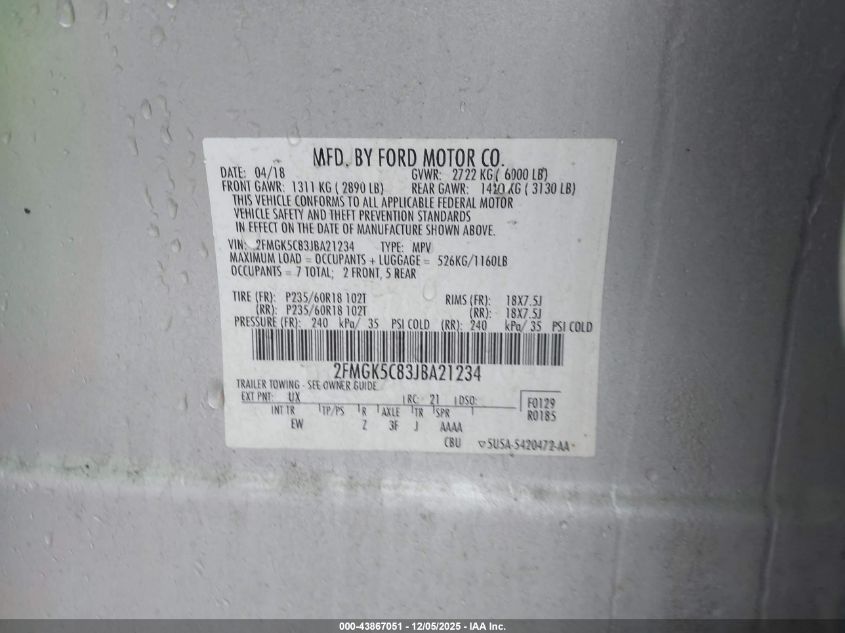 MFD. BY FORD MOTOR CO.
DATE: 04/18 GVWR: 2722 KG ( 6000 LB)
FRONT GAWR: 1311 KG ( 2890 LB) REAR GAWR: 1420 KG ( 3130 LB)
THIS VEHICLE CONFORMS TO ALL APPLICABLE FEDERAL MOTOR
VEHICLE SAFETY AND THEFT PREVENTION STANDARDS
IN EFFECT ON THE DATE OF MANUFACTURE SHOWN ABOVE.
VIN: 2FMGK5C83JBA21234 TYPE: MPV
MAXIMUM LOAD = OCCUPANTS + LUGGAGE = 526KG/1160LB
OCCUPANTS = 7 TOTAL; 2 FRONT, 5 REAR
TIRE (FR): P235/60R18 102T RIMS (FR): 18X7.5J
(RR): P235/60R18 102T (RR): 18X7.5J
PRESSURE (FR): 240 kPa/ 35 PSI COLD (RR): 240 kPa/ 35 PSI COLD
2FMGK5C83JBA21234
TRAILER TOWING - SEE OWNER GUIDE
EXT PNT: UX RC: 21 DSO: F0129
INT TR TP/PS R AXLE TR SPR R0185
EW Z 3F J AAAA
CBU 5U5A-5420472-AA
000-43867051 - 12/05/2025 - IAA Inc.